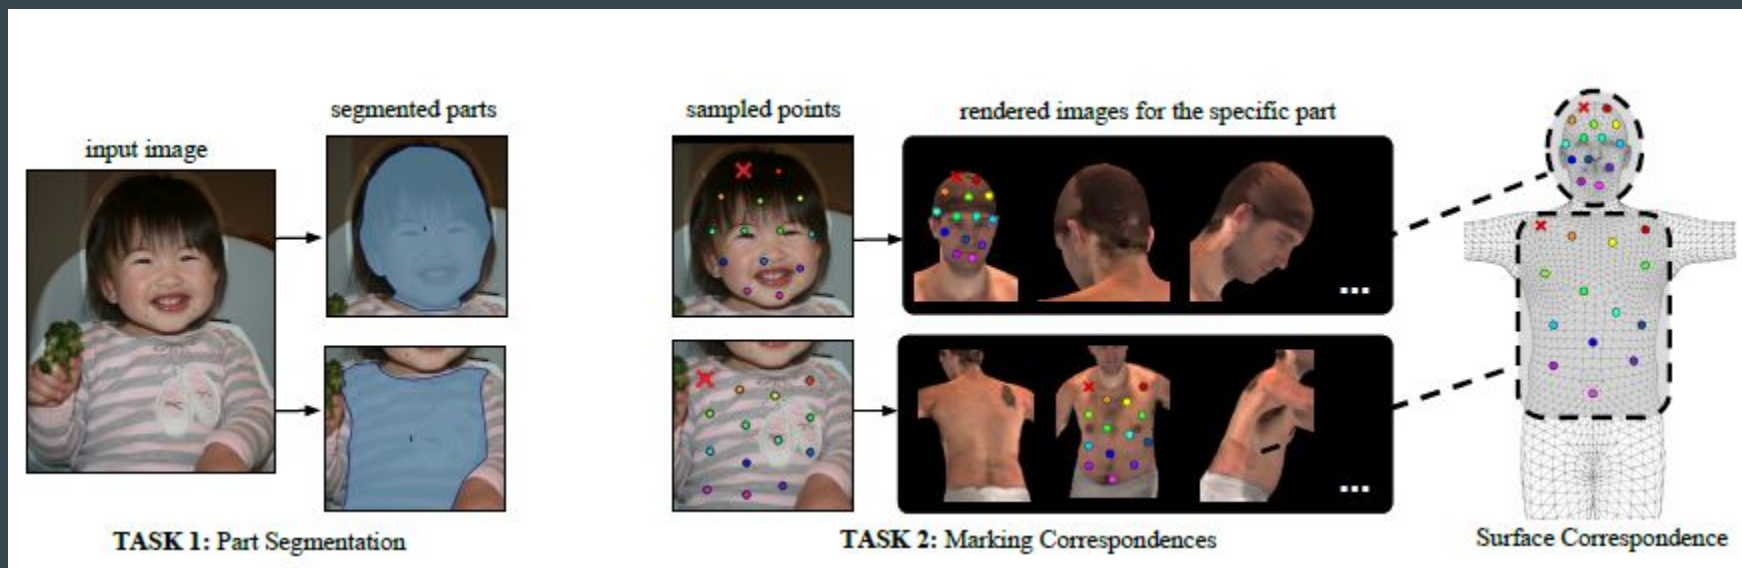 input image
segmented parts
sampled points
rendered images for the specific part
...
...
TASK 1: Part Segmentation
TASK 2: Marking Correspondences
Surface Correspondence